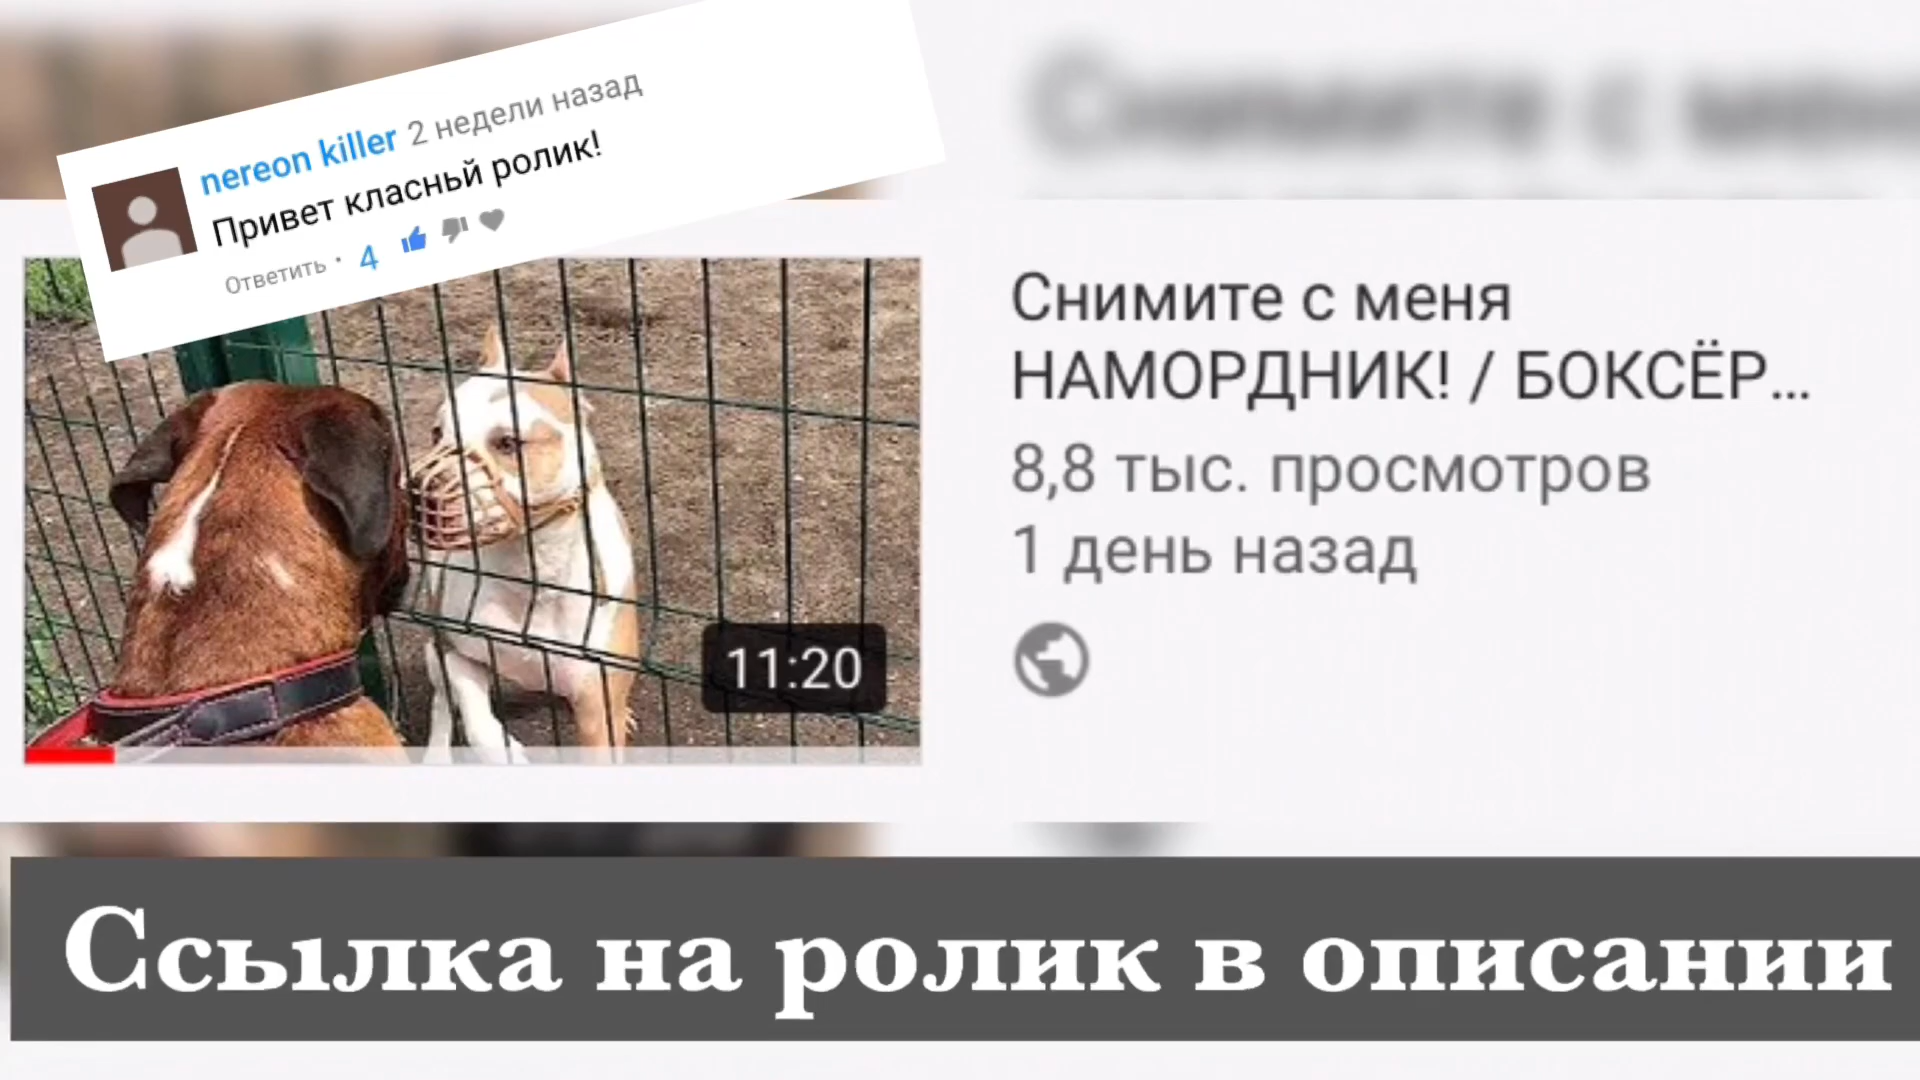 nereon killer 2 недели назад
Привет класньй ролик!
Ответить · 4
Снимите с меня
НАМОРДНИК! / БОКСЁР...
8,8 тыс. просмотров
1 день назад
11:20
Ссылка на ролик в описании